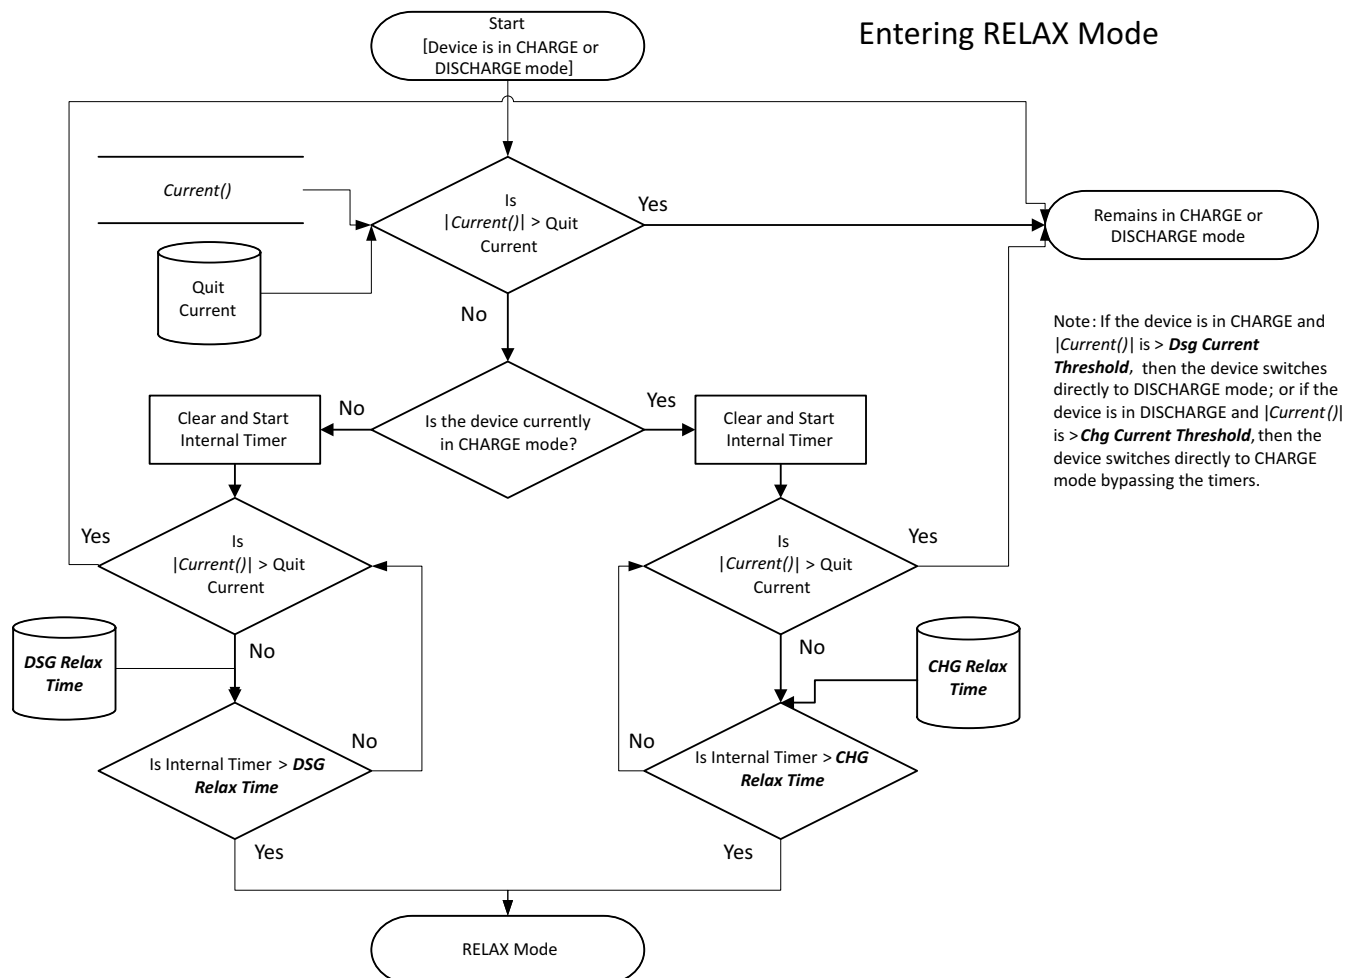 Entering RELAX Mode
Start
[Device is in CHARGE or
DISCHARGE mode]
Current()
Is
|Current()| > Quit
Current
Yes
Remains in CHARGE or
DISCHARGE mode
Quit
Current
No
Note: If the device is in CHARGE and
|Current()| is > Dsg Current
Threshold, then the device switches
directly to DISCHARGE mode; or if the
device is in DISCHARGE and |Current()|
is > Chg Current Threshold, then the
device switches directly to CHARGE
mode bypassing the timers.
Clear and Start
Internal Timer
No
Is the device currently
in CHARGE mode?
Yes
Clear and Start
Internal Timer
Yes
Is
|Current()| > Quit
Current
Is
|Current()| > Quit
Current
Yes
DSG Relax
Time
No
No
CHG Relax
Time
Is Internal Timer > DSG
Relax Time
No
No
Is Internal Timer > CHG
Relax Time
Yes
Yes
RELAX Mode